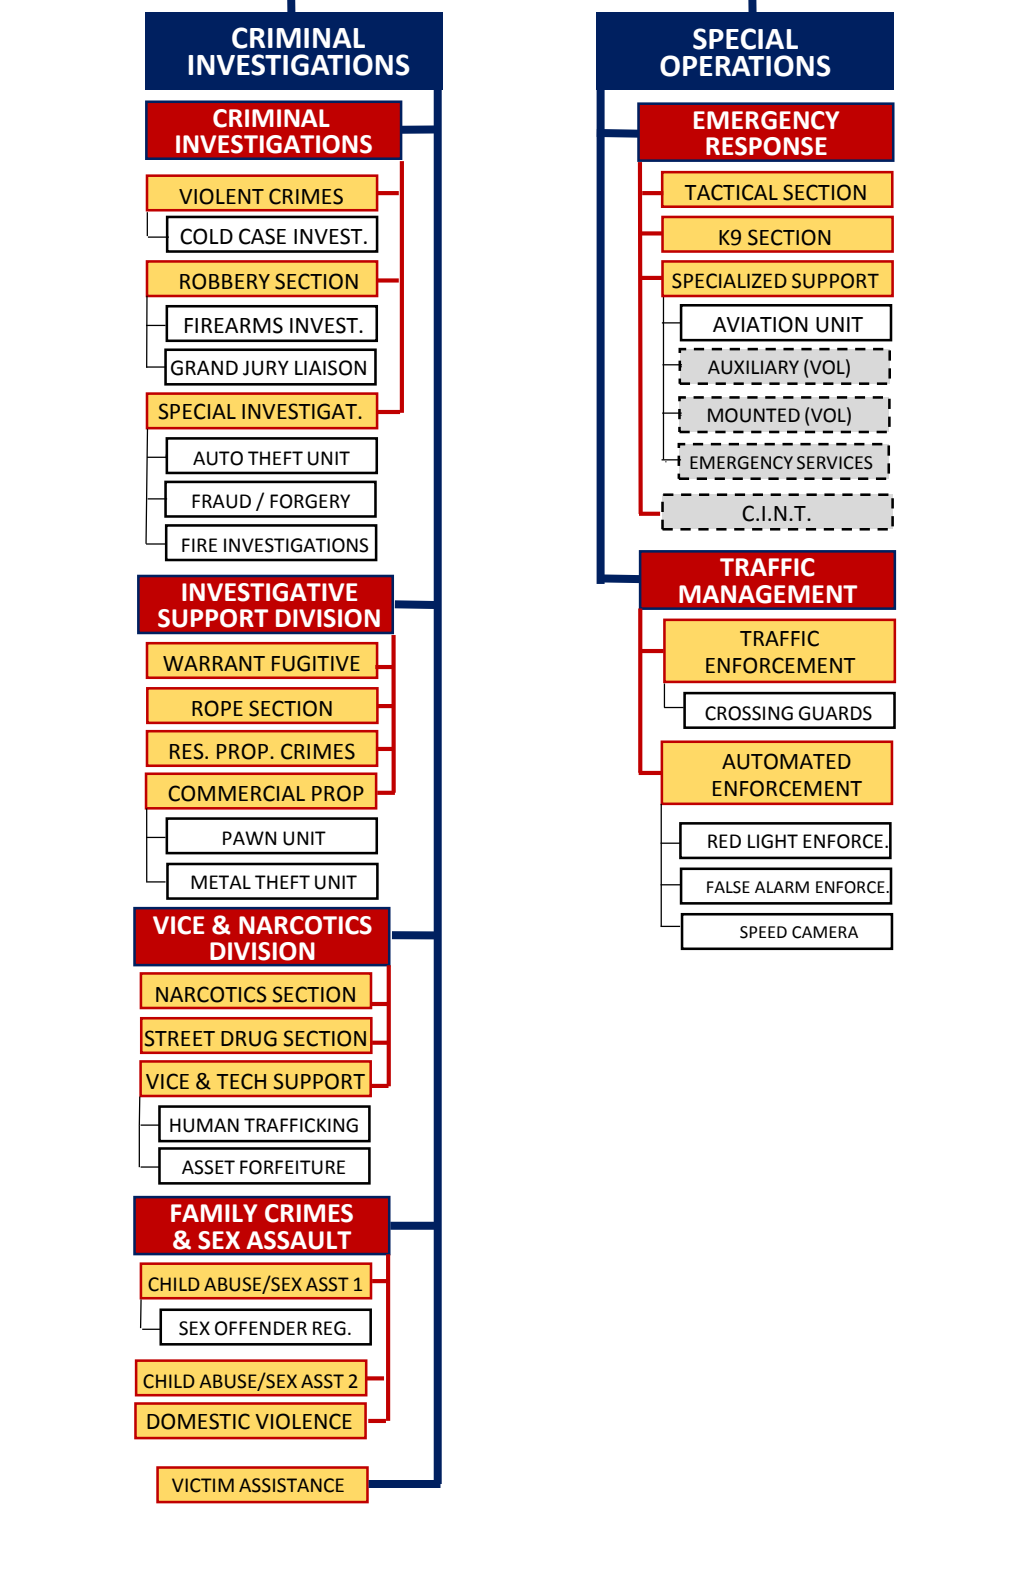 CRIMINAL
INVESTIGATIONS
CRIMINAL
INVESTIGATIONS
VIOLENT CRIMES
COLD CASE INVEST.
ROBBERY SECTION
FIREARMS INVEST.
GRAND JURY LIAISON
SPECIAL INVESTIGAT.
AUTO THEFT UNIT
FRAUD / FORGERY
FIRE INVESTIGATIONS
INVESTIGATIVE
SUPPORT DIVISION
WARRANT FUGITIVE
ROPE SECTION
RES. PROP. CRIMES
COMMERCIAL PROP
PAWN UNIT
METAL THEFT UNIT
VICE & NARCOTICS
DIVISION
NARCOTICS SECTION
STREET DRUG SECTION
VICE & TECH SUPPORT
HUMAN TRAFFICKING
ASSET FORFEITURE
FAMILY CRIMES
& SEX ASSAULT
CHILD ABUSE/SEX ASST 1
SEX OFFENDER REG.
CHILD ABUSE/SEX ASST 2
DOMESTIC VIOLENCE
VICTIM ASSISTANCE
SPECIAL
OPERATIONS
EMERGENCY
RESPONSE
TACTICAL SECTION
K9 SECTION
SPECIALIZED SUPPORT
AVIATION UNIT
AUXILIARY (VOL)
MOUNTED (VOL)
EMERGENCY SERVICES
C.I.N.T.
TRAFFIC
MANAGEMENT
TRAFFIC
ENFORCEMENT
CROSSING GUARDS
AUTOMATED
ENFORCEMENT
RED LIGHT ENFORCE.
FALSE ALARM ENFORCE.
SPEED CAMERA